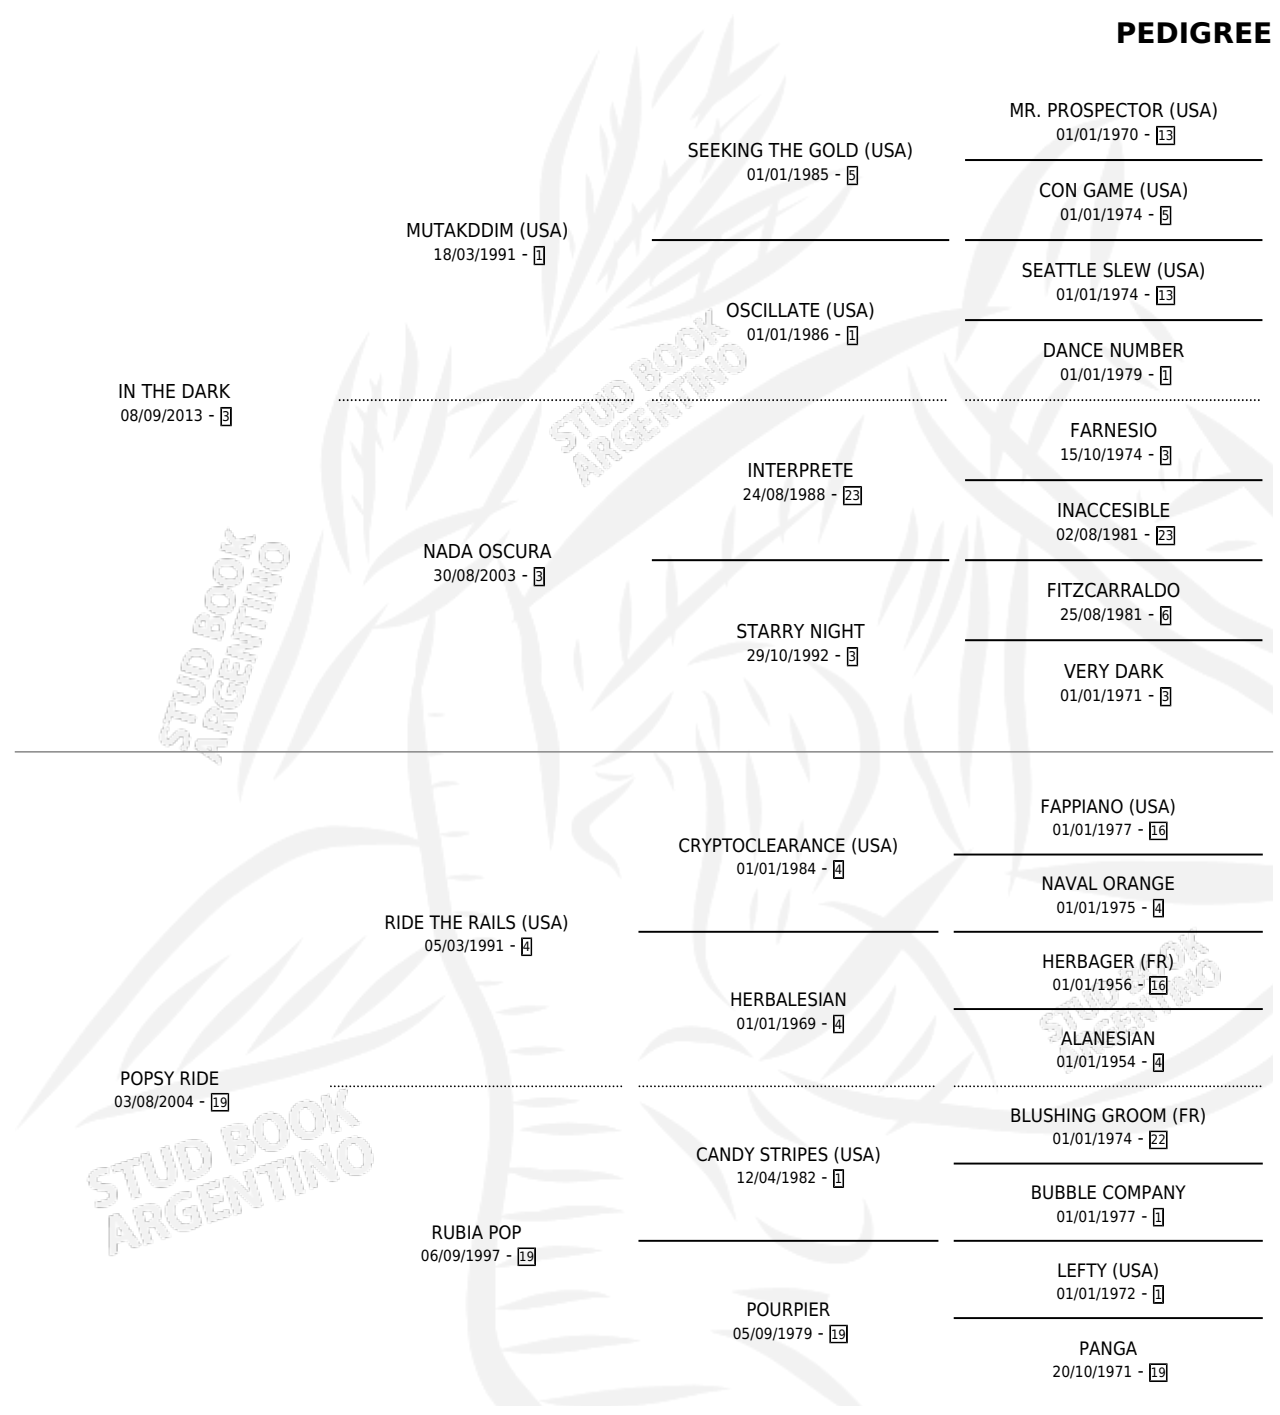 PEDIGREE
MR. PROSPECTOR (USA)
01/01/1970 - 13
SEEKING THE GOLD (USA)
01/01/1985 - 5
CON GAME (USA)
01/01/1974 - 5
MUTAKDDIM (USA)
18/03/1991 - 1
SEATTLE SLEW (USA)
01/01/1974 - 13
OSCILLATE (USA)
01/01/1986 - 1
DANCE NUMBER
01/01/1979 - 1
IN THE DARK
08/09/2013 - 3
FARNESIO
15/10/1974 - 3
INTERPRETE
24/08/1988 - 23
INACCESIBLE
02/08/1981 - 23
NADA OSCURA
30/08/2003 - 3
FITZCARRALDO
25/08/1981 - 6
STARRY NIGHT
29/10/1992 - 3
VERY DARK
01/01/1971 - 3
FAPPIANO (USA)
01/01/1977 - 16
CRYPTOCLEARANCE (USA)
01/01/1984 - 4
NAVAL ORANGE
01/01/1975 - 4
RIDE THE RAILS (USA)
05/03/1991 - 4
HERBAGER (FR)
01/01/1956 - 16
HERBALESIAN
01/01/1969 - 4
ALANESIAN
01/01/1954 - 4
POPSY RIDE
03/08/2004 - 19
BLUSHING GROOM (FR)
01/01/1974 - 22
CANDY STRIPES (USA)
12/04/1982 - 1
BUBBLE COMPANY
01/01/1977 - 1
RUBIA POP
06/09/1997 - 19
LEFTY (USA)
01/01/1972 - 1
POURPIER
05/09/1979 - 19
PANGA
20/10/1971 - 19
STUD BOOK
ARGENTINO
STUD BOOK
ARGENTINO
STUD BOOK
ARGENTINO
STUD BOOK
ARGENTINO